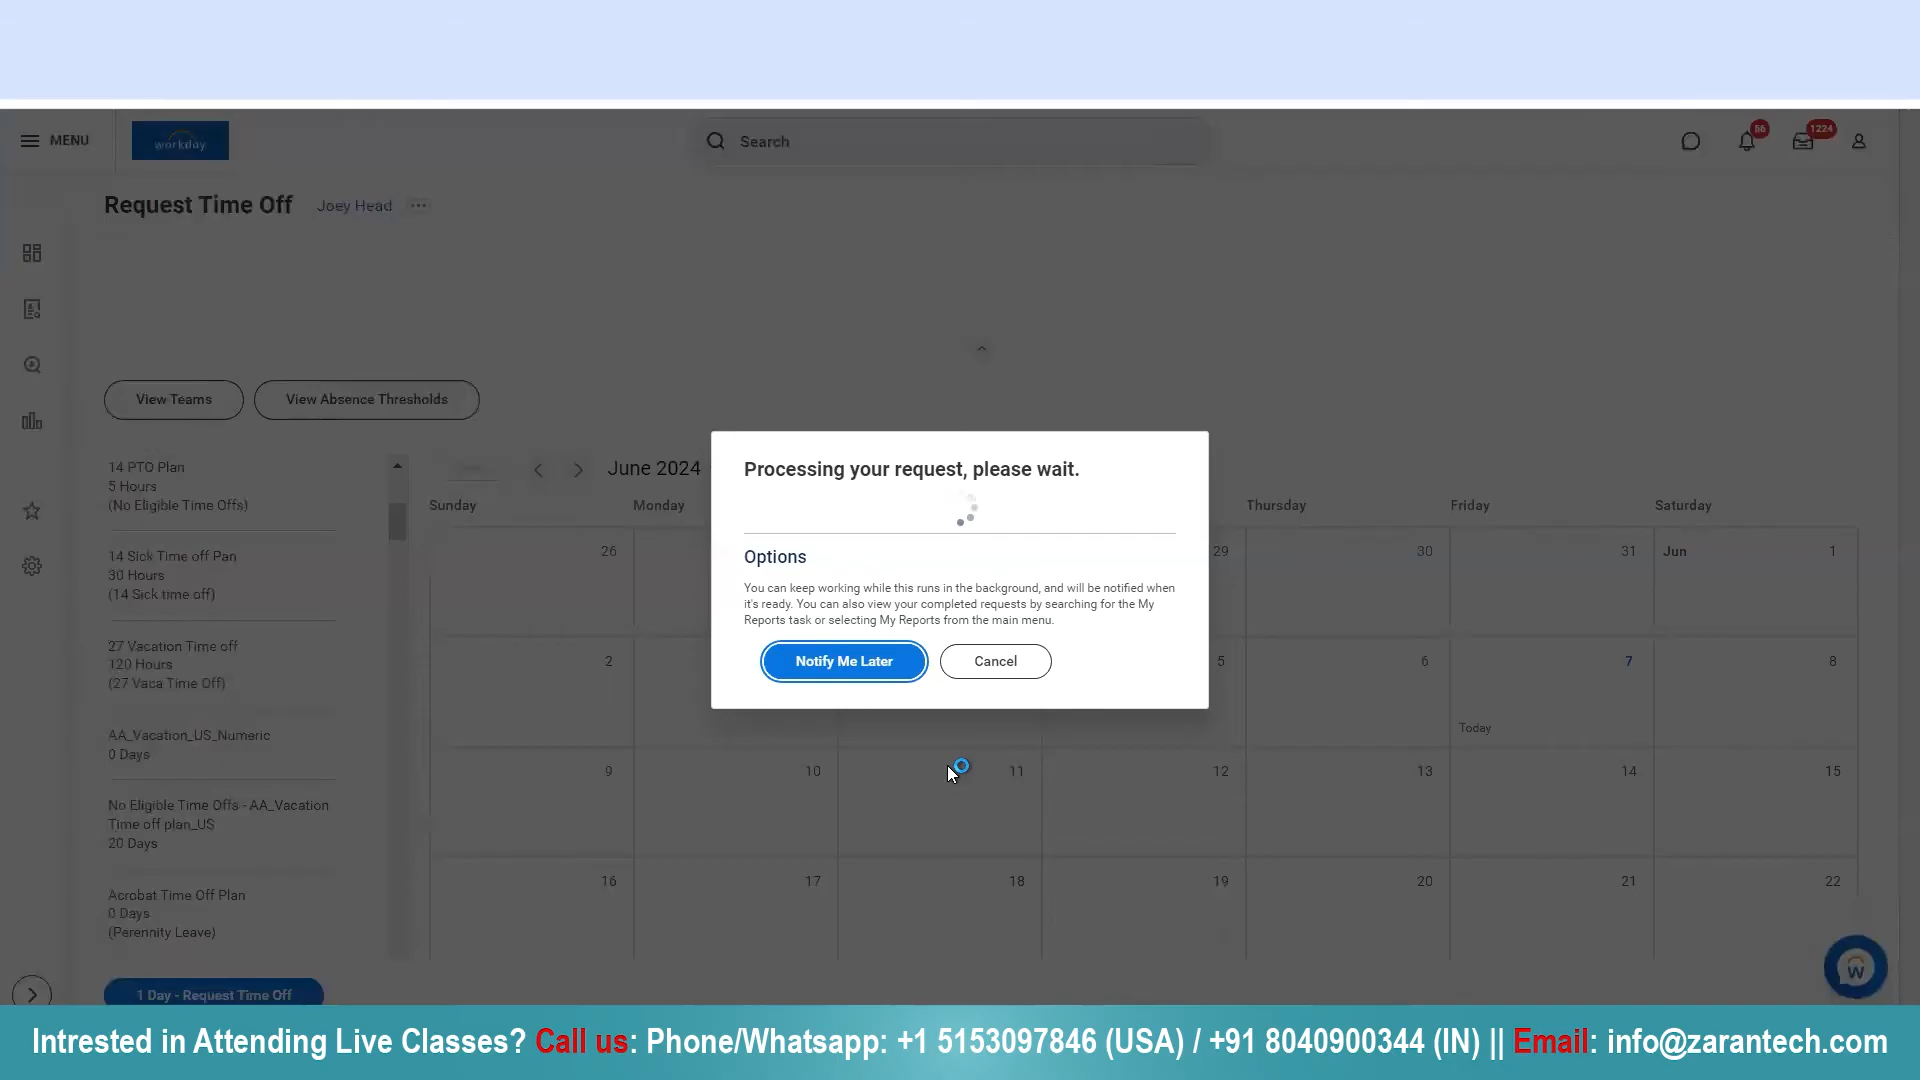 MENU
workday
Search
56
1224
Request Time Off
Joey Head
View Teams
View Absence Thresholds
14 PTO Plan
5 Hours
(No Eligible Time Offs)
14 Sick Time off Pan
30 Hours
(14 Sick time off)
27 Vacation Time off
120 Hours
(27 Vaca Time Off)
AA_Vacation_US_Numeric
0 Days
No Eligible Time Offs - AA_Vacation
Time off plan_US
20 Days
Acrobat Time Off Plan
0 Days
(Perennity Leave)
1 Day - Request Time Off
June 2024
Sunday Monday Thursday Friday Saturday
26 29 30 31 Jun 1
2 5 6 7 8
Today
9 10 11 12 13 14 15
16 17 18 19 20 21 22
Processing your request, please wait.
Options
You can keep working while this runs in the background, and will be notified when
it's ready. You can also view your completed requests by searching for the My
Reports task or selecting My Reports from the main menu.
Notify Me Later
Cancel
W
Intrested in Attending Live Classes? Call us: Phone/Whatsapp: +1 5153097846 (USA) / +91 8040900344 (IN) || Email: info@zarantech.com